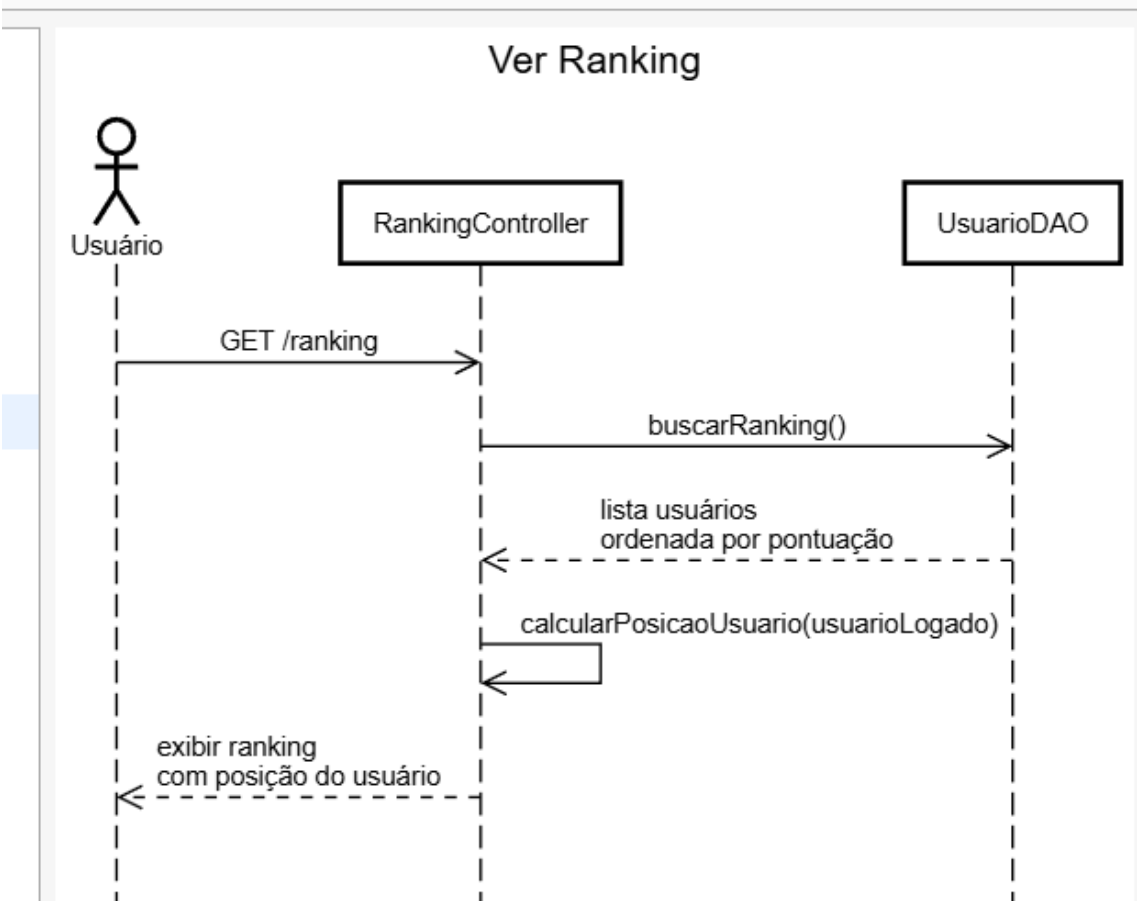 Ver Ranking
Usuário
RankingController
UsuarioDAO
GET /ranking
buscarRanking()
lista usuários
ordenada por pontuação
calcularPosicaoUsuario(usuarioLogado)
exibir ranking
com posição do usuário